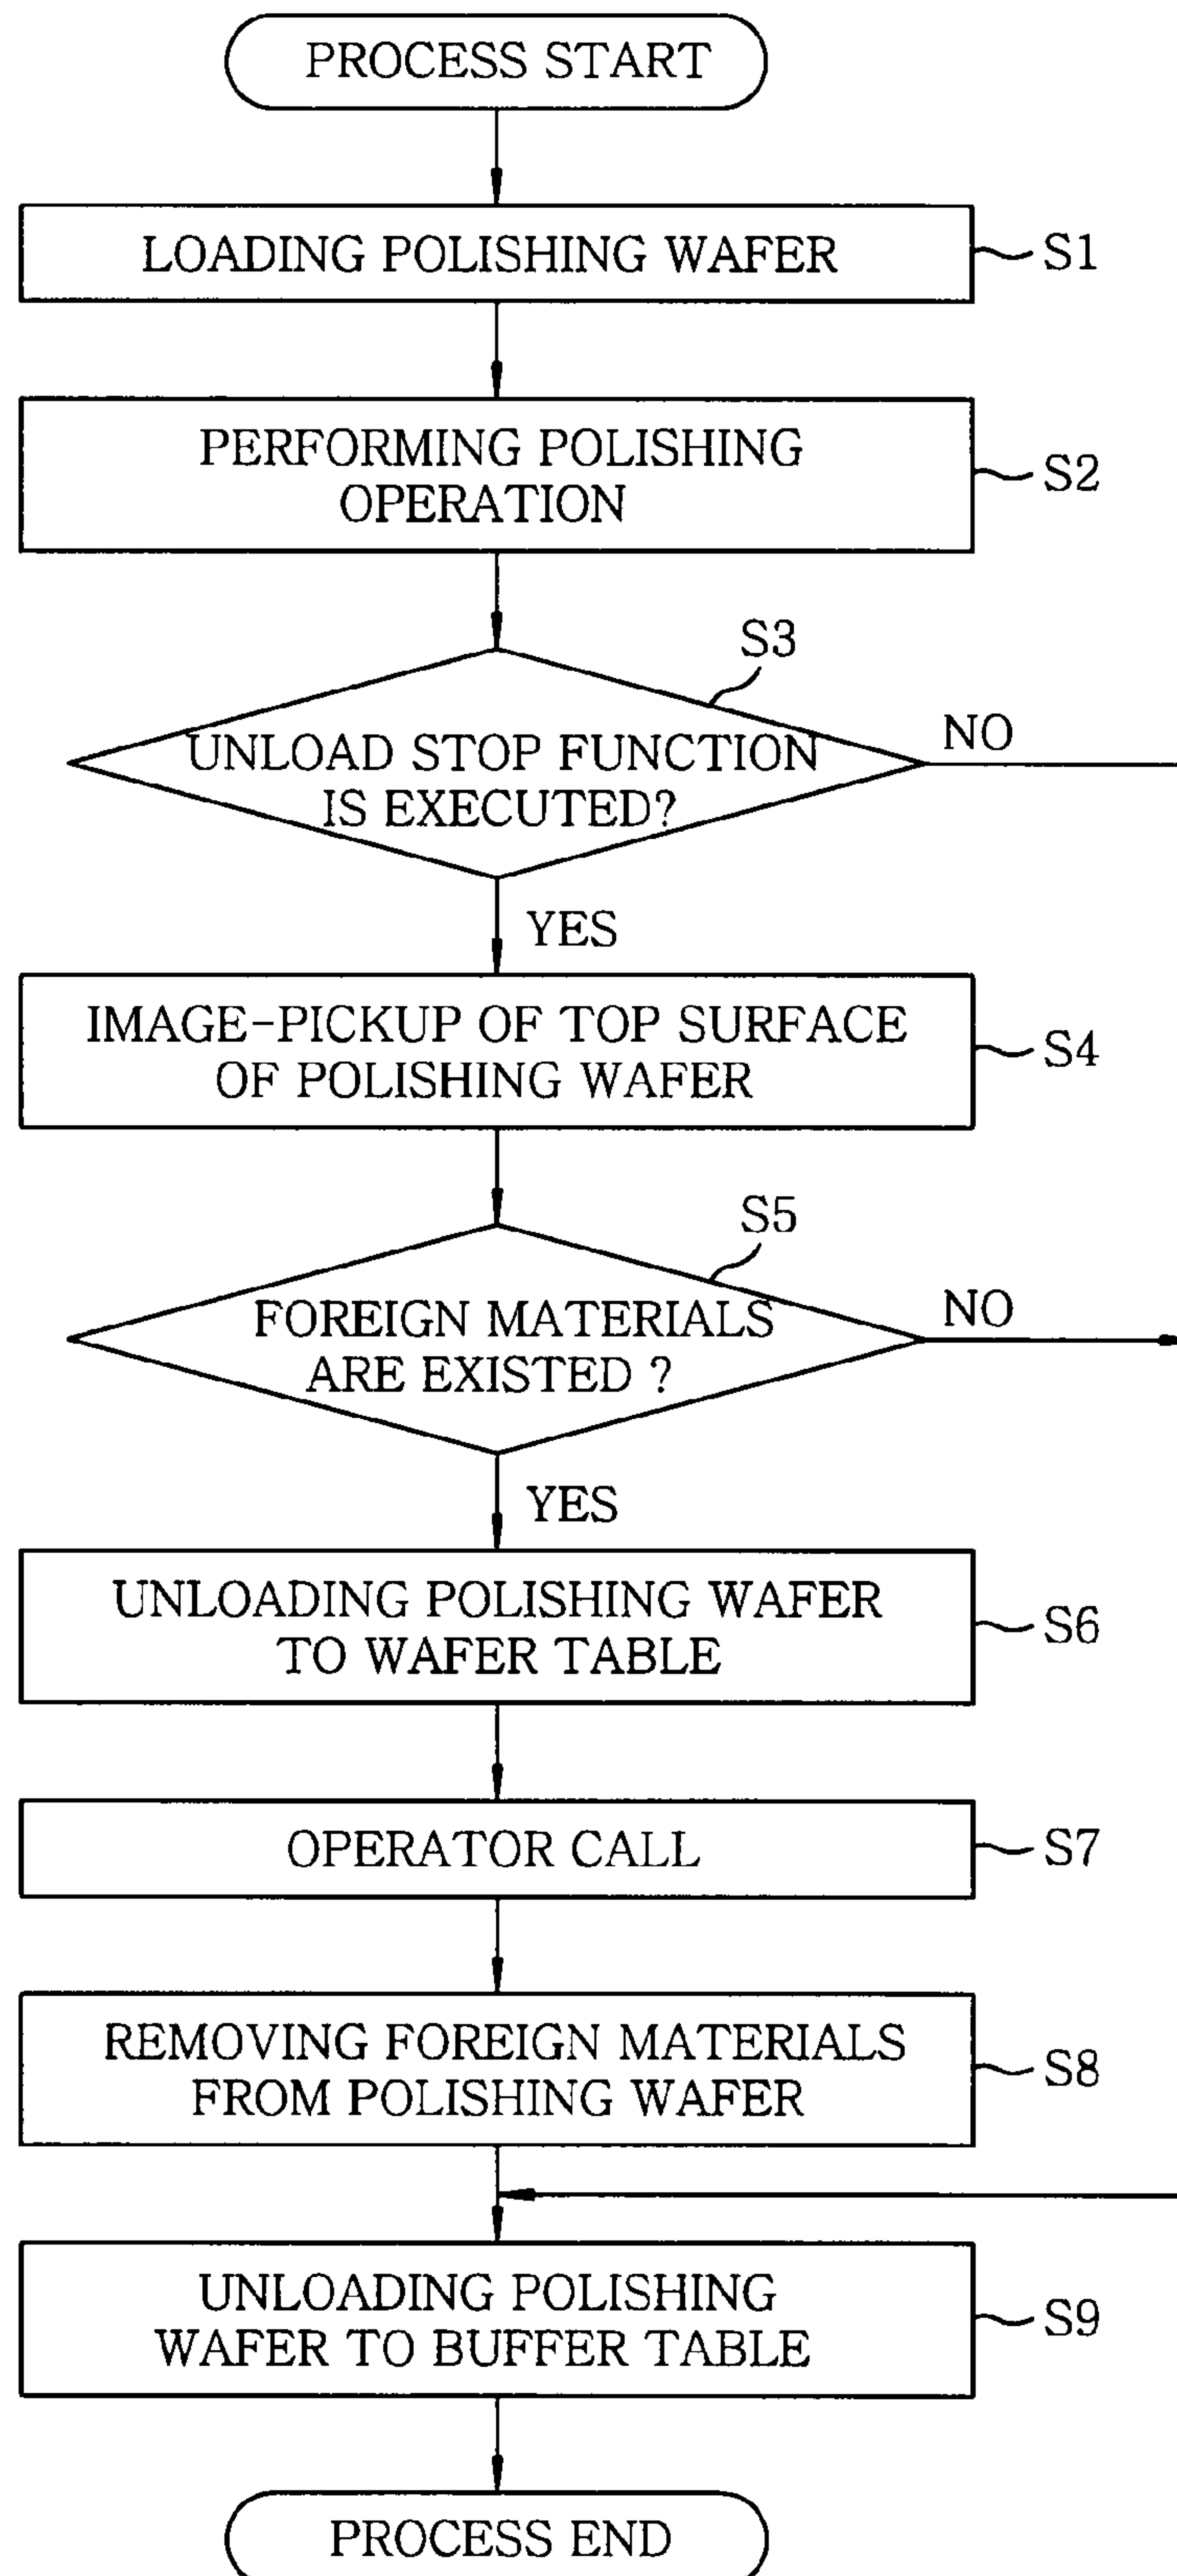 PROCESS START
LOADING POLISHING WAFER
S1
PERFORMING POLISHING
OPERATION
S2
S3
UNLOAD STOP FUNCTION
IS EXECUTED?
NO
YES
IMAGE-PICKUP OF TOP SURFACE
OF POLISHING WAFER
S4
S5
FOREIGN MATERIALS
ARE EXISTED ?
NO
YES
UNLOADING POLISHING WAFER
TO WAFER TABLE
S6
OPERATOR CALL
S7
REMOVING FOREIGN MATERIALS
FROM POLISHING WAFER
S8
UNLOADING POLISHING
WAFER TO BUFFER TABLE
S9
PROCESS END